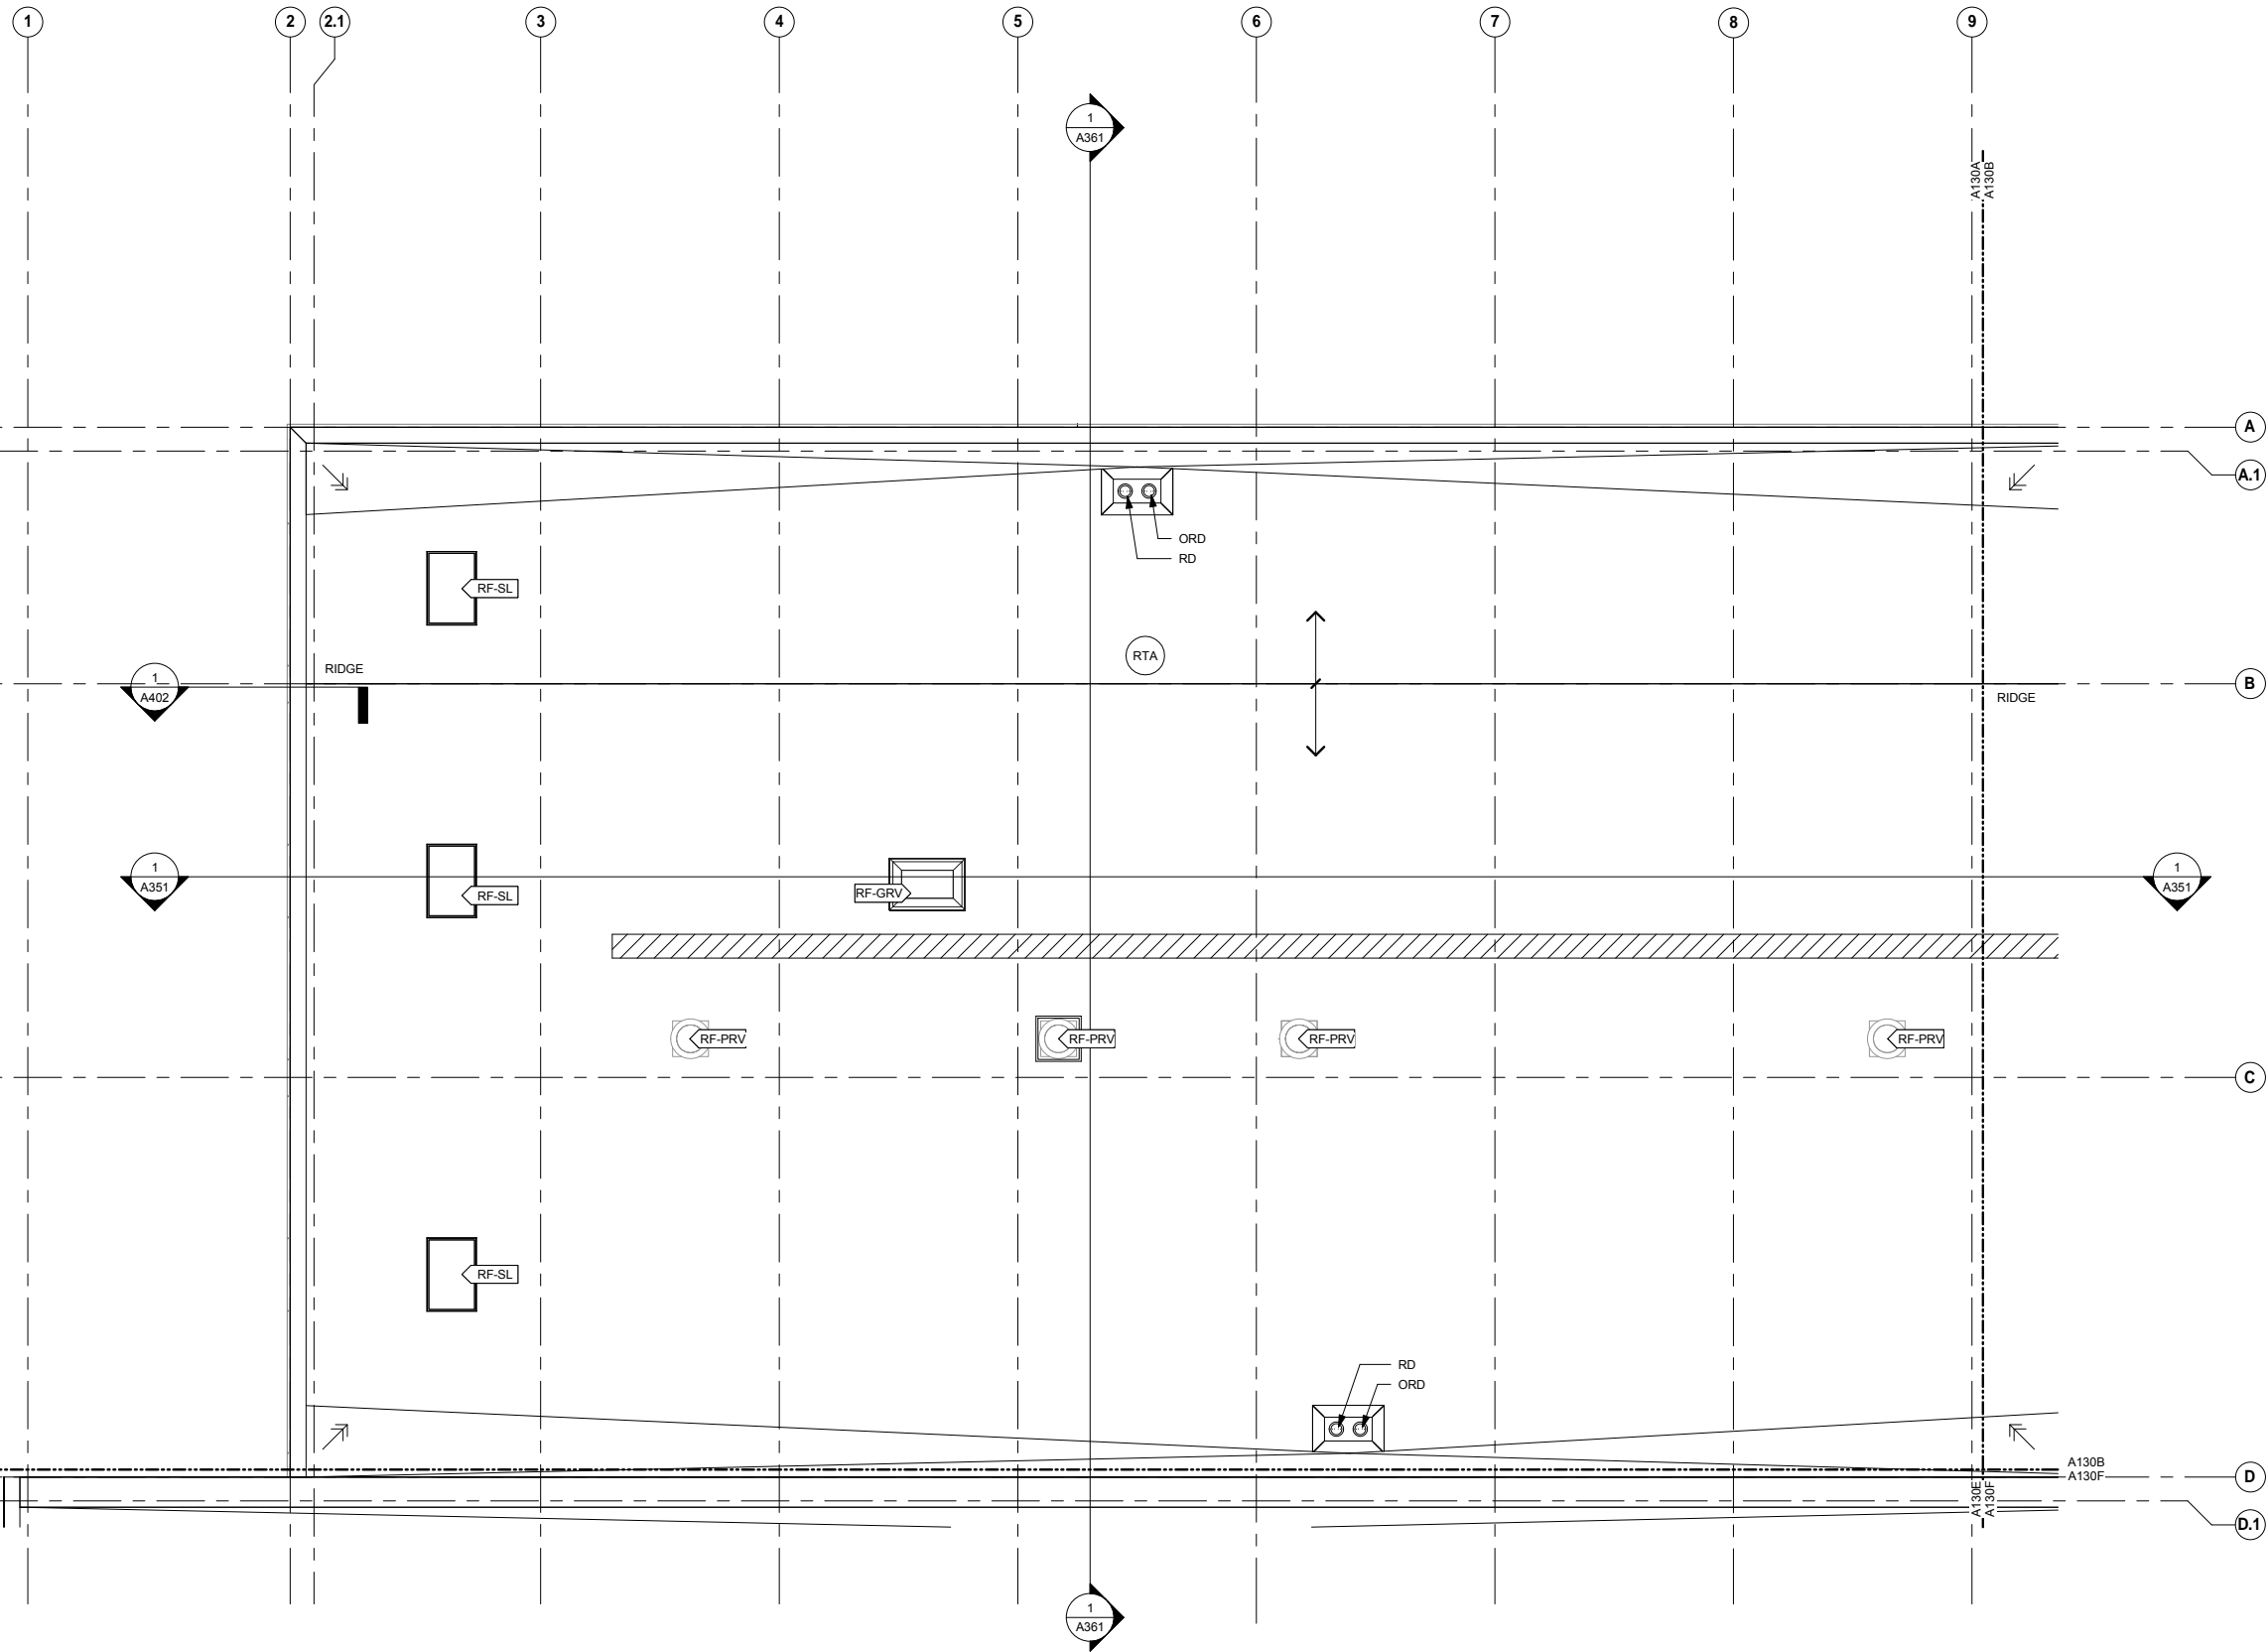 1
2
2.1
3
4
5
6
7
8
9
1
A361
A130A
A130B
A
A.1
ORD
RD
RF-SL
RTA
RIDGE
1
A402
B
RIDGE
1
A351
RF-SL
RF-GRV
1
A351
RF-PRV
RF-PRV
RF-PRV
RF-PRV
C
RF-SL
RD
ORD
A130B
A130F
D
A130E
A130F
D.1
1
A361